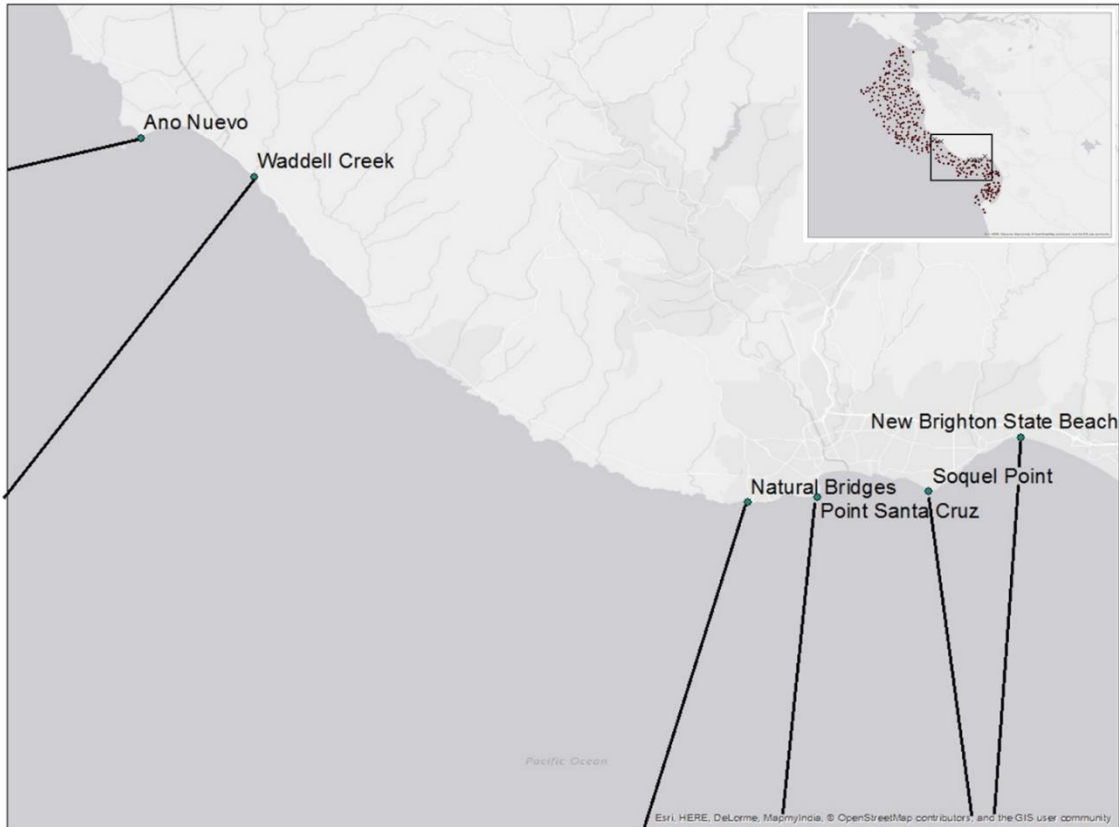 Ano Nuevo
Waddell Creek
New Brighton State Beach
Soquel Point
Natural Bridges
Point Santa Cruz
Pacific Ocean
Esri, HERE, DeLorme, MapmyIndia, © OpenStreetMap contributors, and the GIS user community